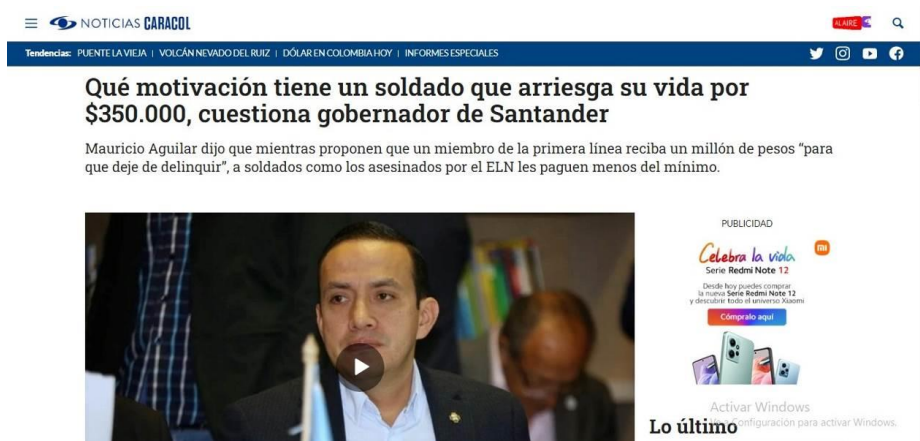 NOTICIAS CARACOL
AL AIRE
Tendencias: PUENTE LA VIEJA | VOLCÁN NEVADO DEL RUIZ | DÓLAR EN COLOMBIA HOY | INFORMES ESPECIALES
Qué motivación tiene un soldado que arriesga su vida por
$350.000, cuestiona gobernador de Santander
Mauricio Aguilar dijo que mientras proponen que un miembro de la primera línea reciba un millón de pesos “para
que deje de delinquir”, a soldados como los asesinados por el ELN les paguen menos del mínimo.
PUBLICIDAD
Celebra la vida
mi
Serie Redmi Note 12
Desde hoy puedes comprar
la nueva Serie Redmi Note 12
y descubrir todo el universo Xiaomi
Cómpralo aquí
Activar Windows
Lo último
Configuración para activar Windows.